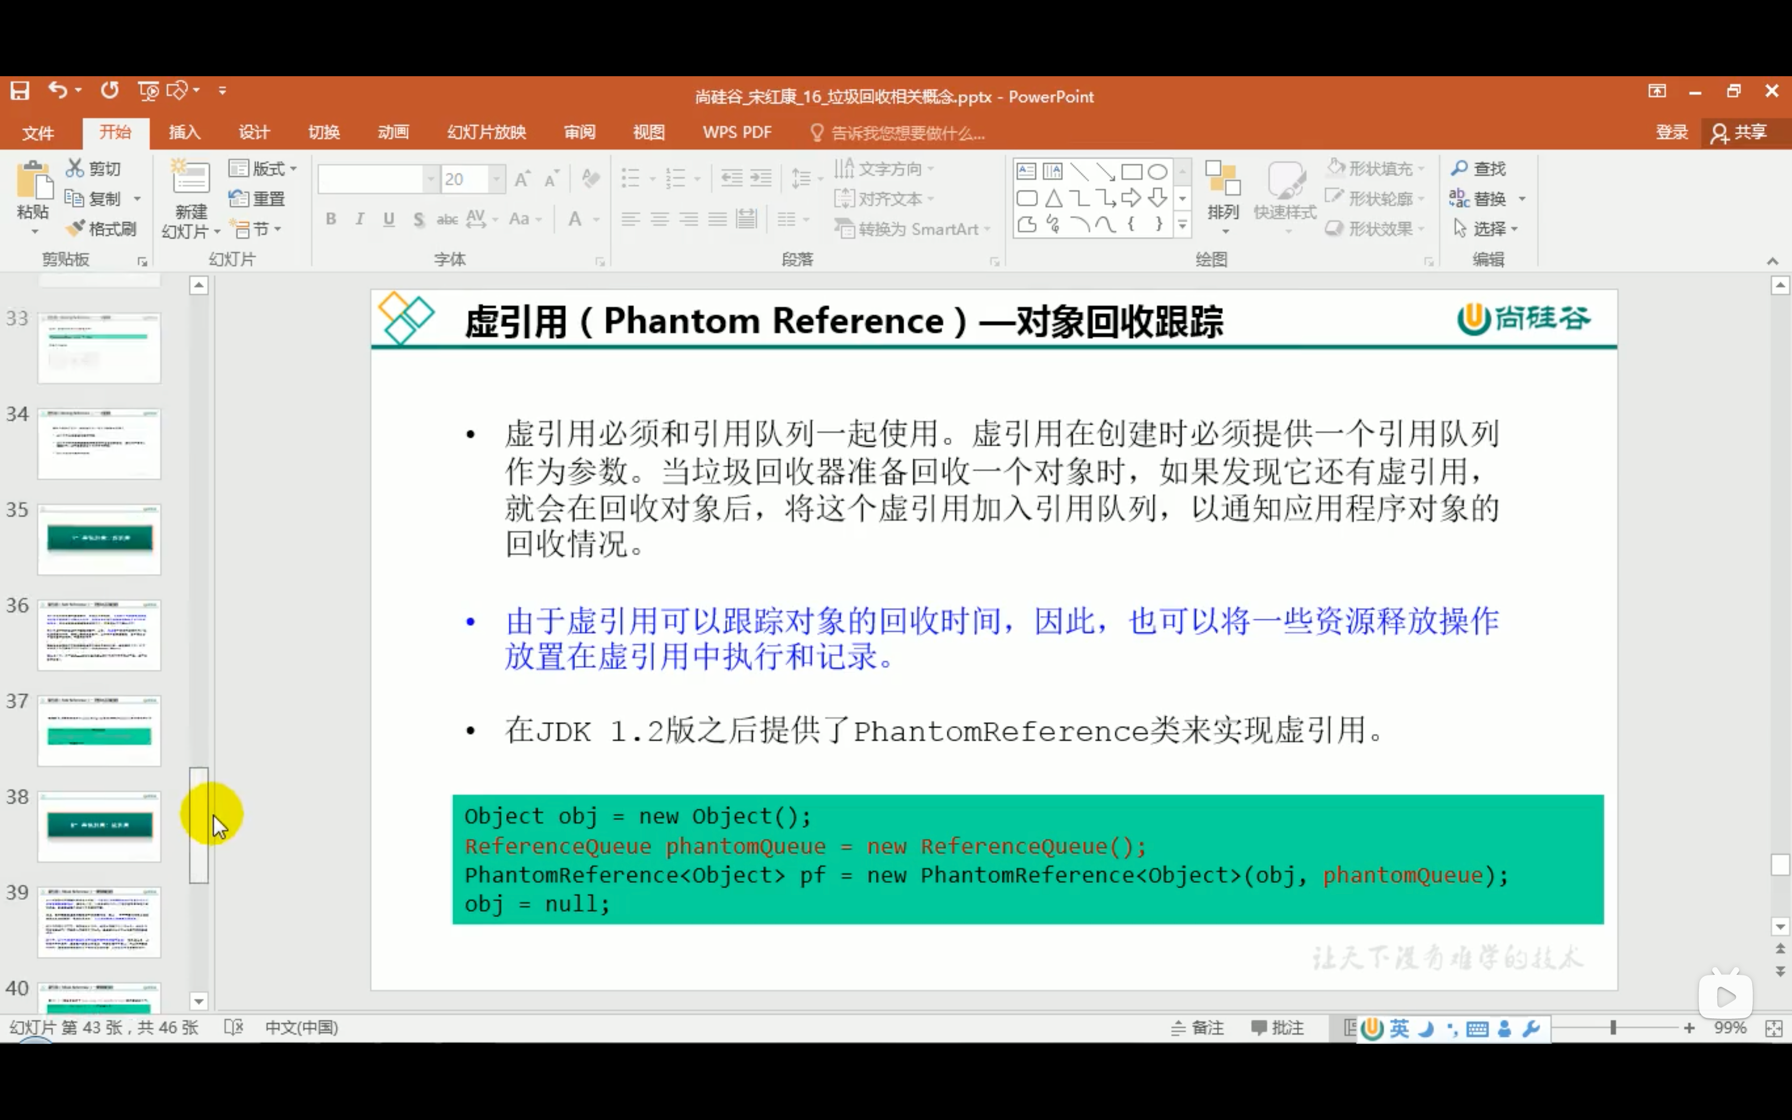 尚硅谷_宋红康_16_垃圾回收相关概念.pptx - PowerPoint
文件 开始 插入 设计 切换 动画 幻灯片放映 审阅 视图 WPS PDF 告诉我您想要做什么... 登录 共享
粘贴 剪切 复制 格式刷 剪贴板
新建幻灯片 版式 重置 节 幻灯片
20 B I U S abc AV Aa A 字体
文字方向 对齐文本 转换为 SmartArt 段落
排列 快速样式 形状填充 形状轮廓 形状效果 绘图
查找 替换 选择 编辑
33
34
35
36
37
38
39
40
虚引用（Phantom Reference）—对象回收跟踪
尚硅谷
• 虚引用必须和引用队列一起使用。虚引用在创建时必须提供一个引用队列
作为参数。当垃圾回收器准备回收一个对象时，如果发现它还有虚引用，
就会在回收对象后，将这个虚引用加入引用队列，以通知应用程序对象的
回收情况。
• 由于虚引用可以跟踪对象的回收时间，因此，也可以将一些资源释放操作
放置在虚引用中执行和记录。
• 在JDK 1.2版之后提供了PhantomReference类来实现虚引用。
Object obj = new Object();
ReferenceQueue phantomQueue = new ReferenceQueue();
PhantomReference<Object> pf = new PhantomReference<Object>(obj, phantomQueue);
obj = null;
让天下没有难学的技术
幻灯片 第 43 张，共 46 张 中文(中国) 备注 批注 英 99%